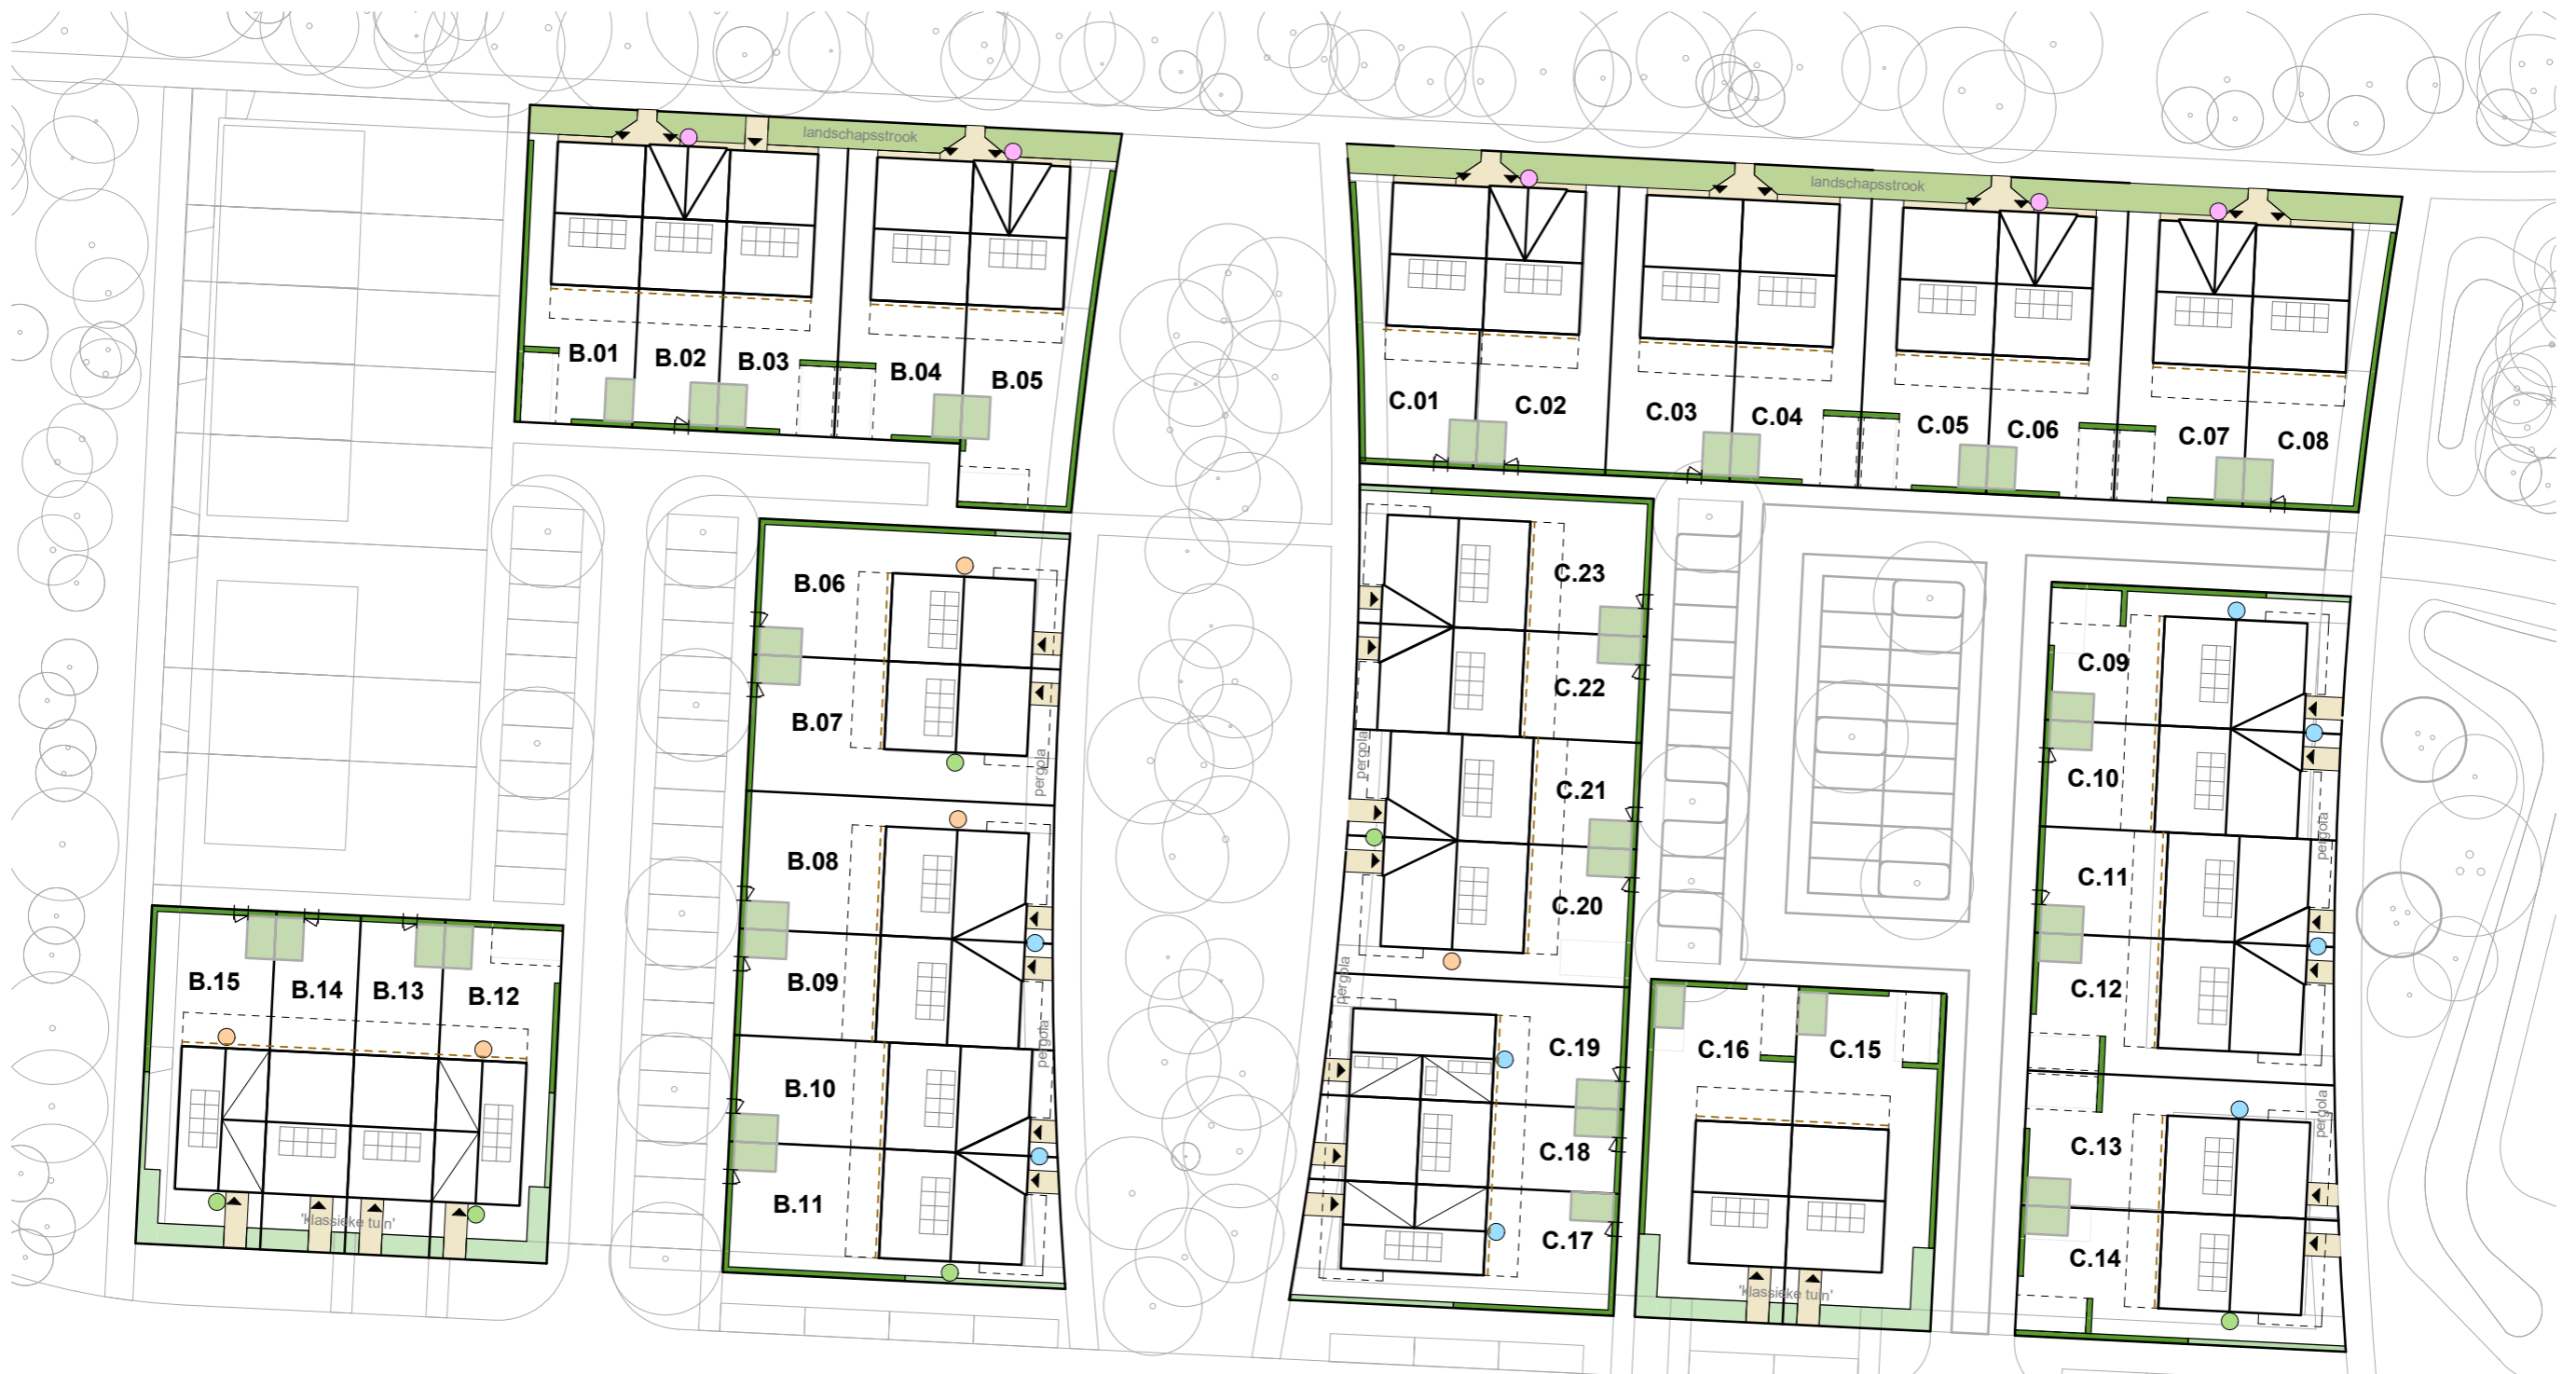 landschapsstrook
landschapsstrook
B.01
B.02
B.03
B.04
B.05
C.01
C.02
C.03
C.04
C.05
C.06
C.07
C.08
B.06
B.07
pergola
B.08
B.09
pergola
B.10
B.11
B.15
B.14
B.13
B.12
'klassieke tuin'
C.23
C.22
pergola
C.21
C.20
pergola
C.19
C.18
C.17
C.16
C.15
'klassieke tuin'
C.09
C.10
pergola
C.11
C.12
pergola
C.13
C.14